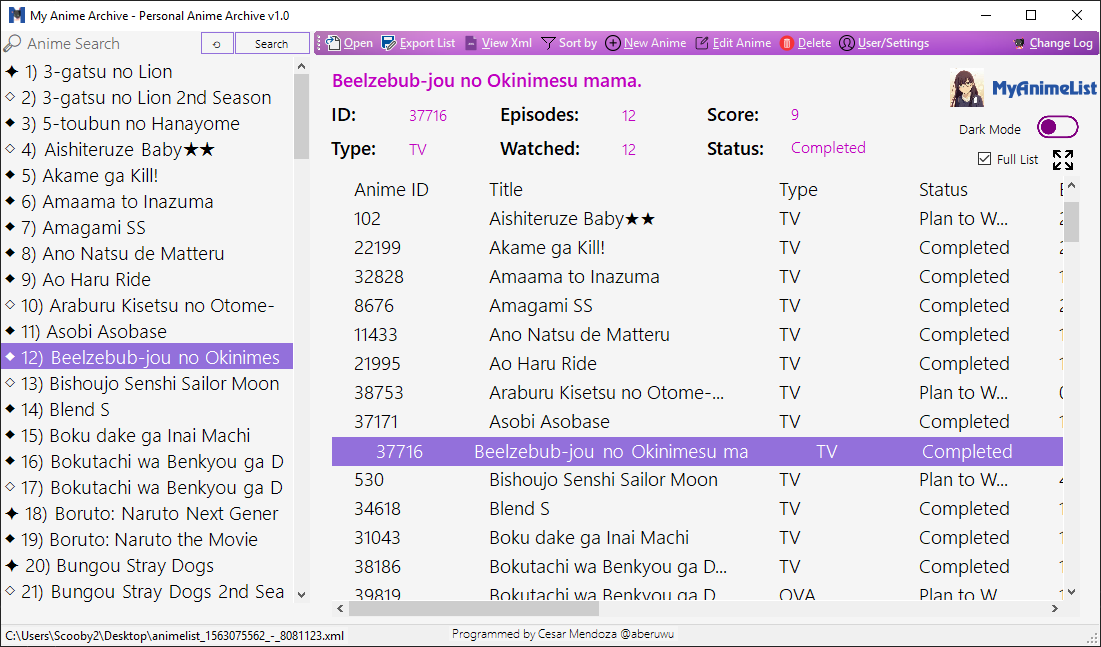 My Anime Archive - Personal Anime Archive v1.0
Anime Search
Search
Open Export List View Xml Sort by New Anime Edit Anime Delete User/Settings Change Log
1) 3-gatsu no Lion
2) 3-gatsu no Lion 2nd Season
3) 5-toubun no Hanayome
4) Aishiteruze Baby★★
5) Akame ga Kill!
6) Amaama to Inazuma
7) Amagami SS
8) Ano Natsu de Matteru
9) Ao Haru Ride
10) Araburu Kisetsu no Otome-
11) Asobi Asobase
12) Beelzebub-jou no Okinimes
13) Bishoujo Senshi Sailor Moon
14) Blend S
15) Boku dake ga Inai Machi
16) Bokutachi wa Benkyou ga D
17) Bokutachi wa Benkyou ga D
18) Boruto: Naruto Next Gener
19) Boruto: Naruto the Movie
20) Bungou Stray Dogs
21) Bungou Stray Dogs 2nd Sea
Beelzebub-jou no Okinimesu mama.
ID: 37716 Episodes: 12 Score: 9
Type: TV Watched: 12 Status: Completed
MyAnimeList
Dark Mode
Full List
Anime ID Title Type Status
102 Aishiteruze Baby★★ TV Plan to W...
22199 Akame ga Kill! TV Completed
32828 Amaama to Inazuma TV Completed
8676 Amagami SS TV Completed
11433 Ano Natsu de Matteru TV Completed
21995 Ao Haru Ride TV Completed
38753 Araburu Kisetsu no Otome-... TV Plan to W...
37171 Asobi Asobase TV Completed
37716 Beelzebub-jou no Okinimesu ma TV Completed
530 Bishoujo Senshi Sailor Moon TV Plan to W...
34618 Blend S TV Completed
31043 Boku dake ga Inai Machi TV Completed
38186 Bokutachi wa Benkyou ga D... TV Completed
39819 Bokutachi wa Benkyou ga D OVA Plan to W
C:\Users\Scooby2\Desktop\animelist_1563075562_-_8081123.xml
Programmed by Cesar Mendoza @aberuwu